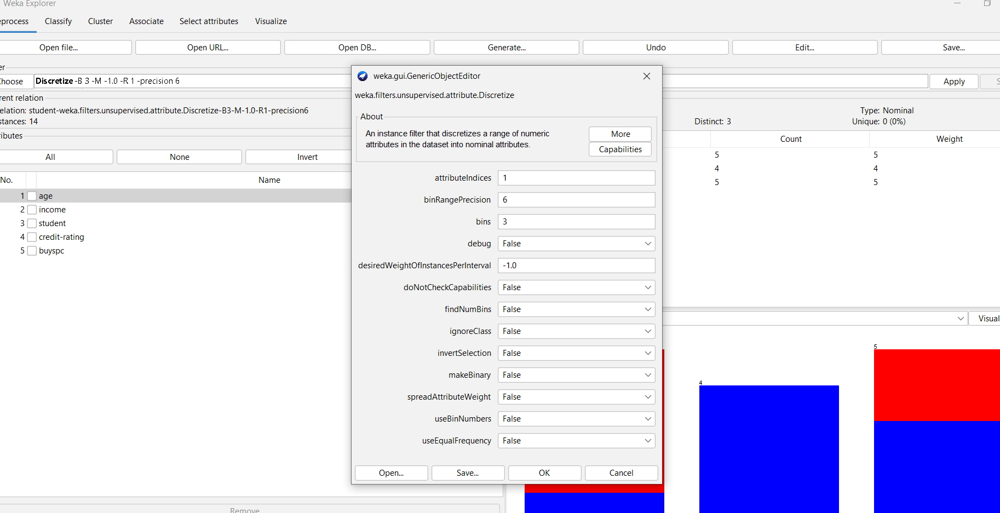 Weka Explorer
process Classify Cluster Associate Select attributes Visualize
Open file... Open URL... Open DB... Generate... Undo Edit... Save...
er
hoose Discretize -B 3 -M -1.0 -R 1 -precision 6 Apply S
rent relation
elation: student-weka.filters.unsupervised.attribute.Discretize-B3-M-1.0-R1-precision6
stances: 14
ributes
All None Invert
No. Name
1 age
2 income
3 student
4 credit-rating
5 buyspc
Remove
weka.gui.GenericObjectEditor
weka.filters.unsupervised.attribute.Discretize
About
An instance filter that discretizes a range of numeric
attributes in the dataset into nominal attributes.
More
Capabilities
attributeIndices 1
binRangePrecision 6
bins 3
debug False
desiredWeightOfInstancesPerInterval -1.0
doNotCheckCapabilities False
findNumBins False
ignoreClass False
invertSelection False
makeBinary False
spreadAttributeWeight False
useBinNumbers False
useEqualFrequency False
Open... Save... OK Cancel
Type: Nominal
Distinct: 3 Unique: 0 (0%)
Count Weight
5 5
4 4
5 5
Visual
4
5